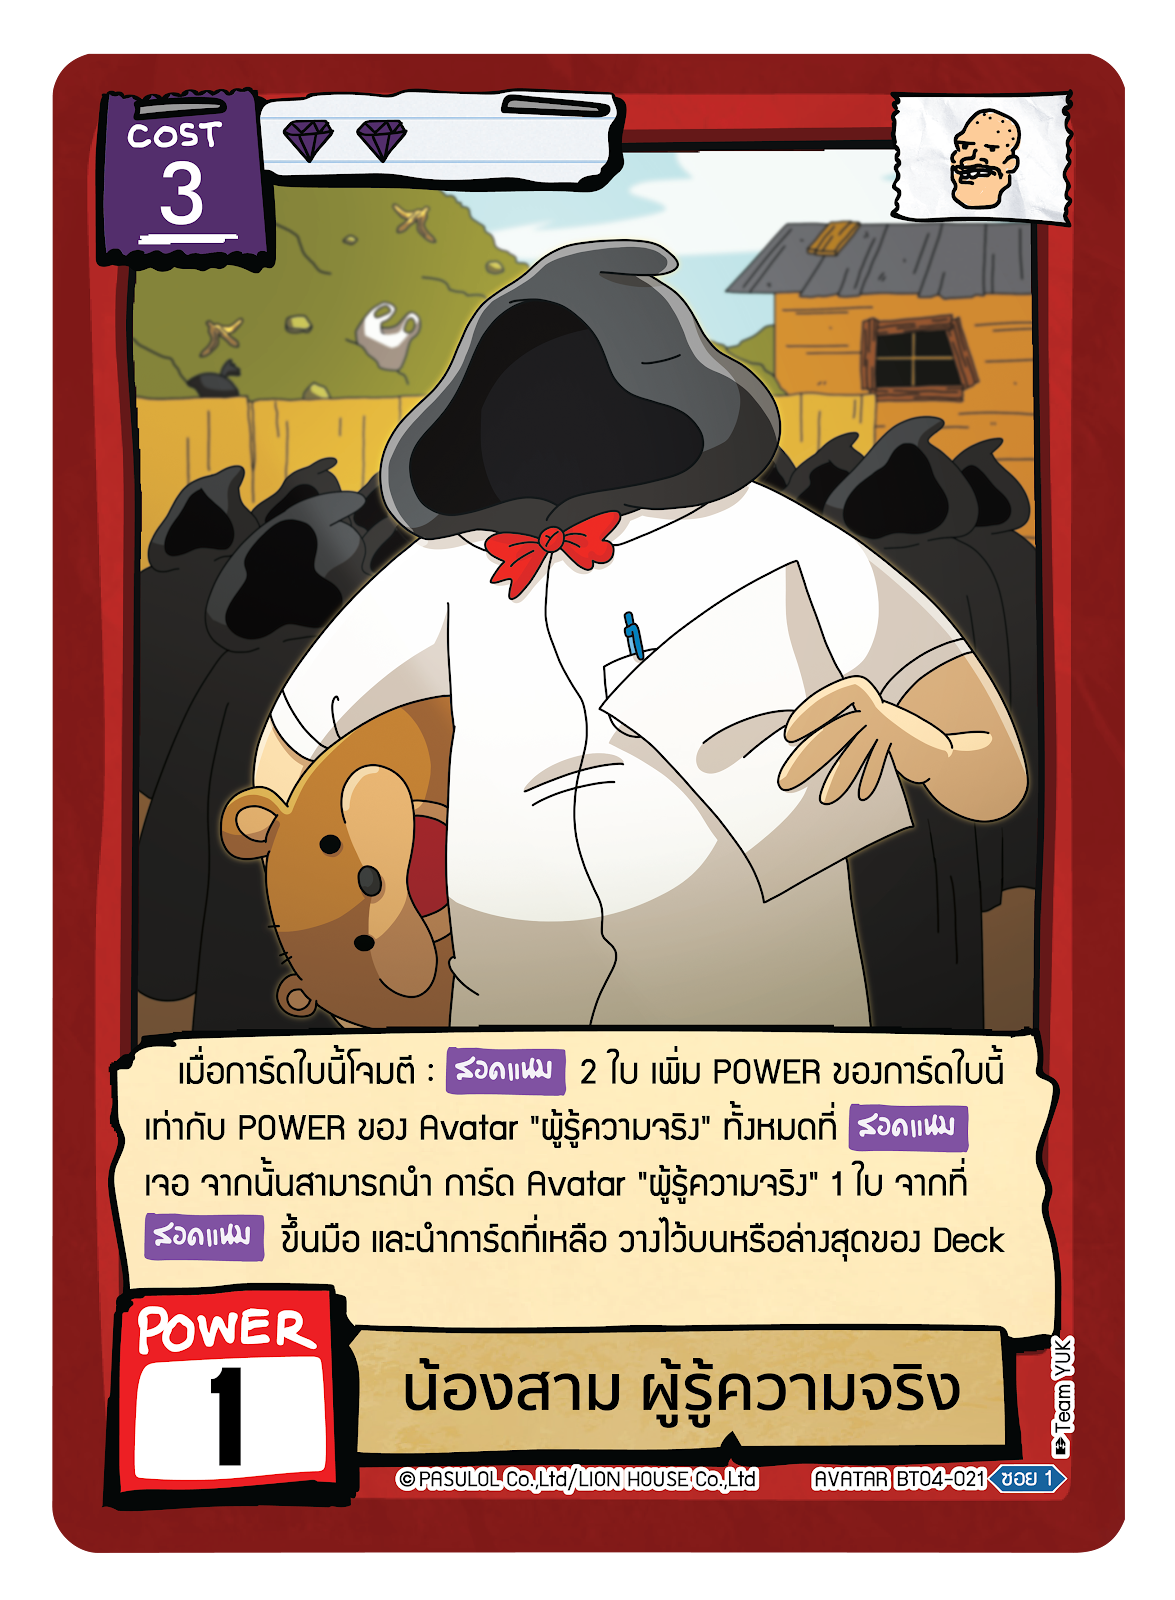 COST
3
เมื่อการ์ดใบนี้โจมตี : สอดแนม 2 ใบ เพิ่ม POWER ของการ์ดใบนี้
เท่ากับ POWER ของ Avatar "ผู้รู้ความจริง" ทั้งหมดที่ สอดแนม
เจอ จากนั้นสามารถนำ การ์ด Avatar "ผู้รู้ความจริง" 1 ใบ จากที่
สอดแนม ขึ้นมือ และนำการ์ดที่เหลือ วางไว้บนหรือล่างสุดของ Deck
POWER
1
น้องสาม ผู้รู้ความจริง
Team YUK
© PASULOL Co.,Ltd/LION HOUSE Co.,Ltd
AVATAR BT04-021 ซอย 1